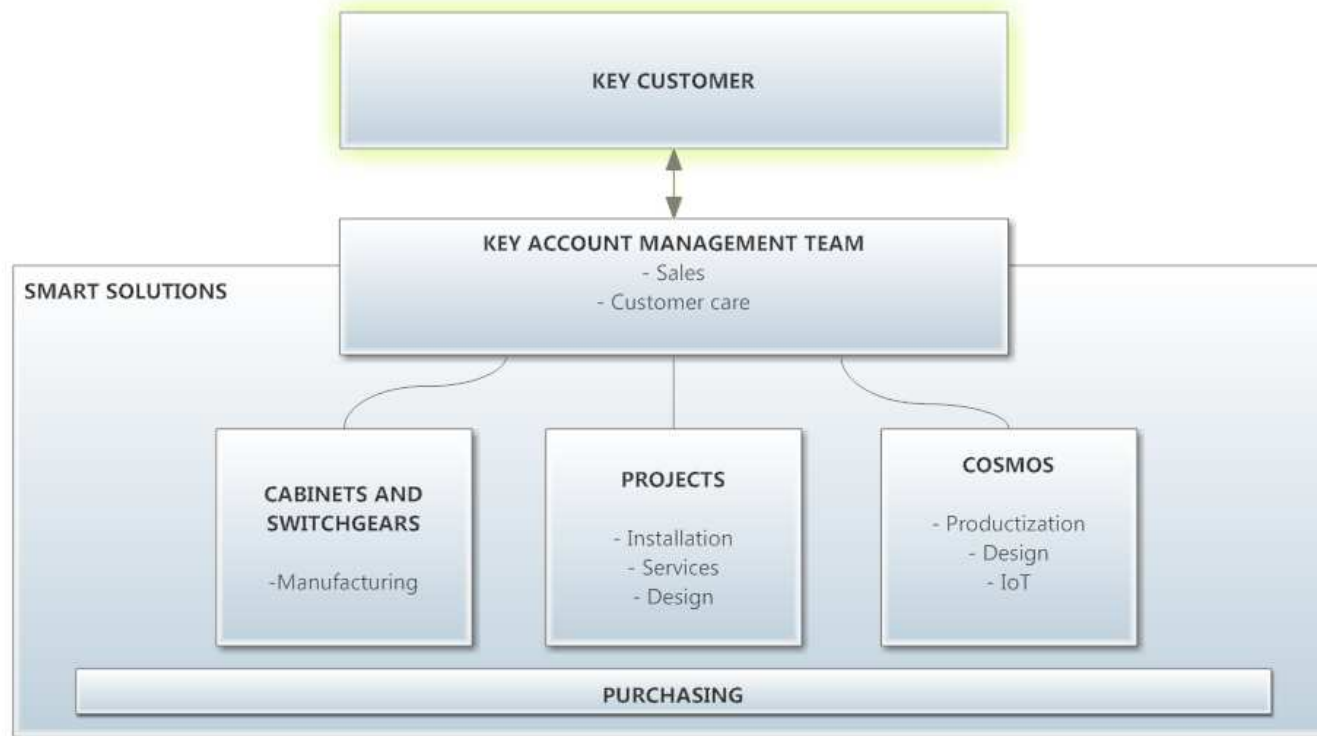 KEY CUSTOMER
KEY ACCOUNT MANAGEMENT TEAM
- Sales
- Customer care
SMART SOLUTIONS
CABINETS AND
SWITCHGEARS
-Manufacturing
PROJECTS
- Installation
- Services
- Design
COSMOS
- Productization
- Design
- IoT
PURCHASING